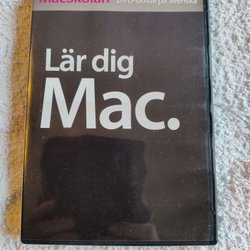 MacSkolan DVD-Guide på Svenska
Lär dig
Mac.